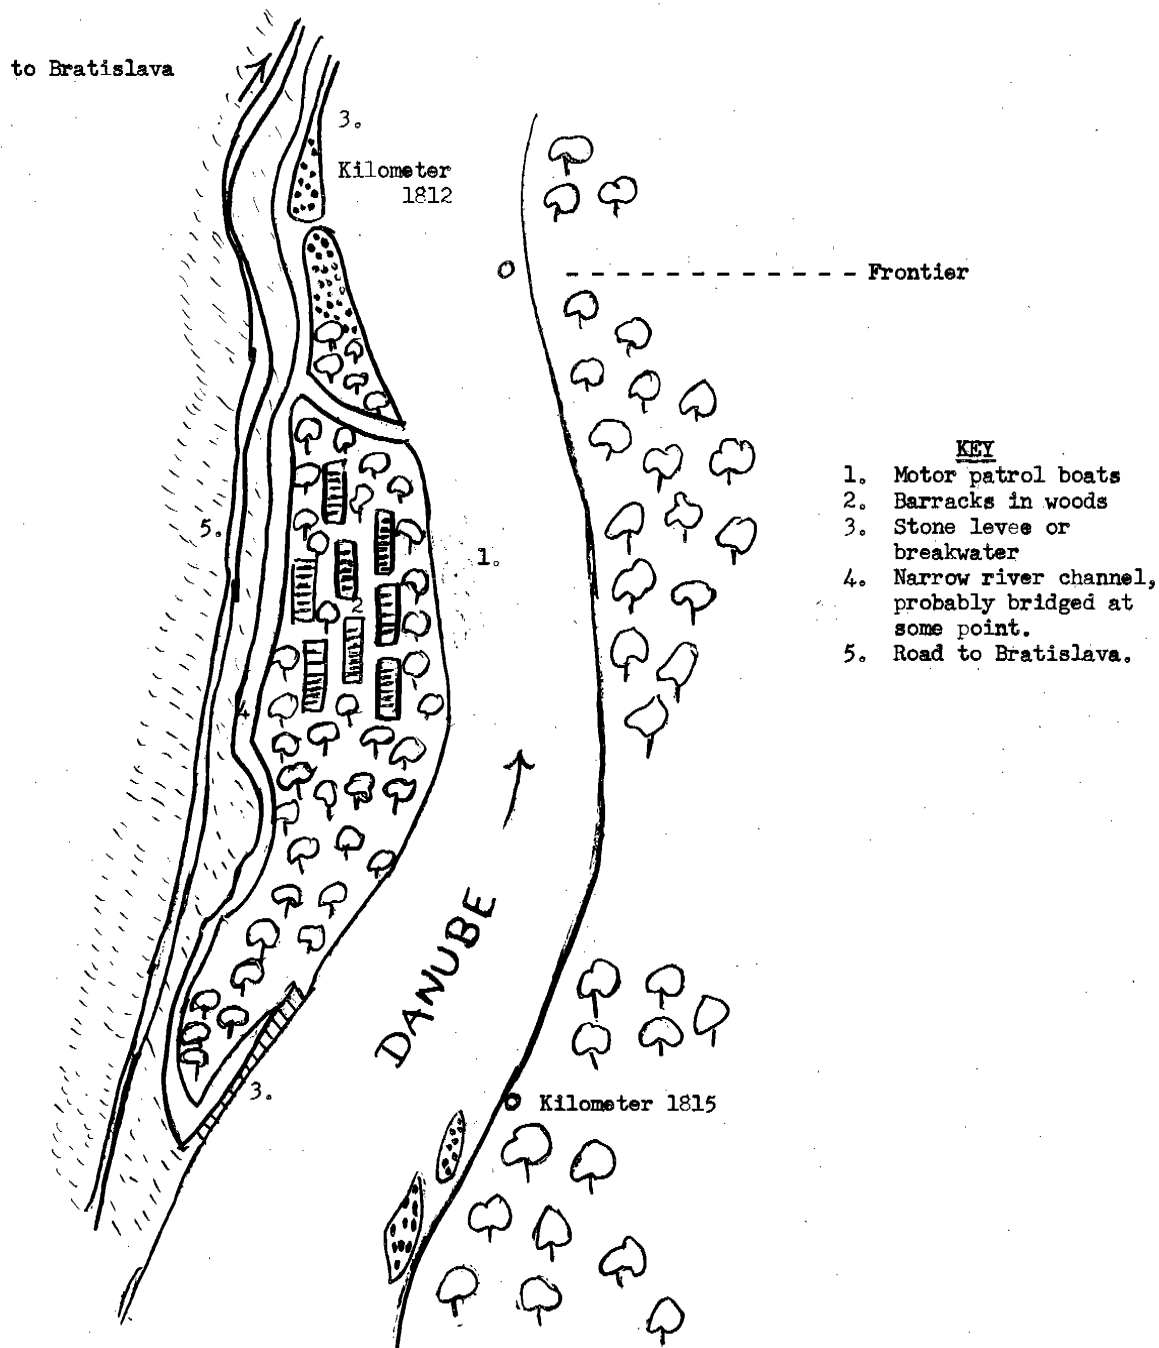 to Bratislava
3.
Kilometer
1812
Frontier
KEY
1. Motor patrol boats
2. Barracks in woods
3. Stone levee or
breakwater
4. Narrow river channel,
probably bridged at
some point.
5. Road to Bratislava.
5.
1.
2
4
DANUBE
3.
Kilometer 1815